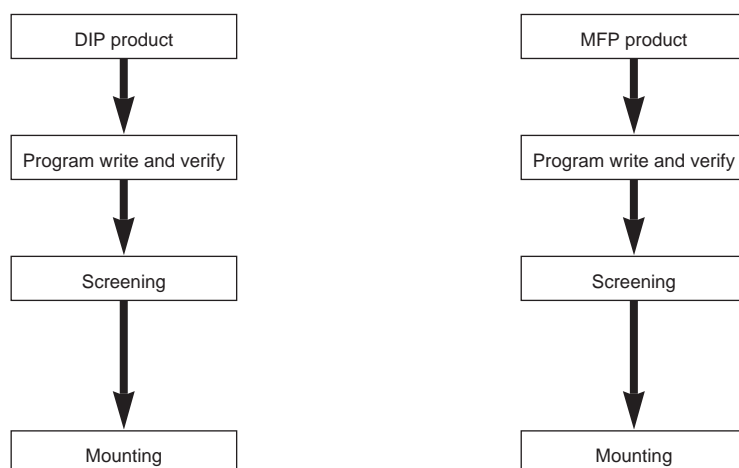 DIP product
Program write and verify
Screening
Mounting
MFP product
Program write and verify
Screening
Mounting